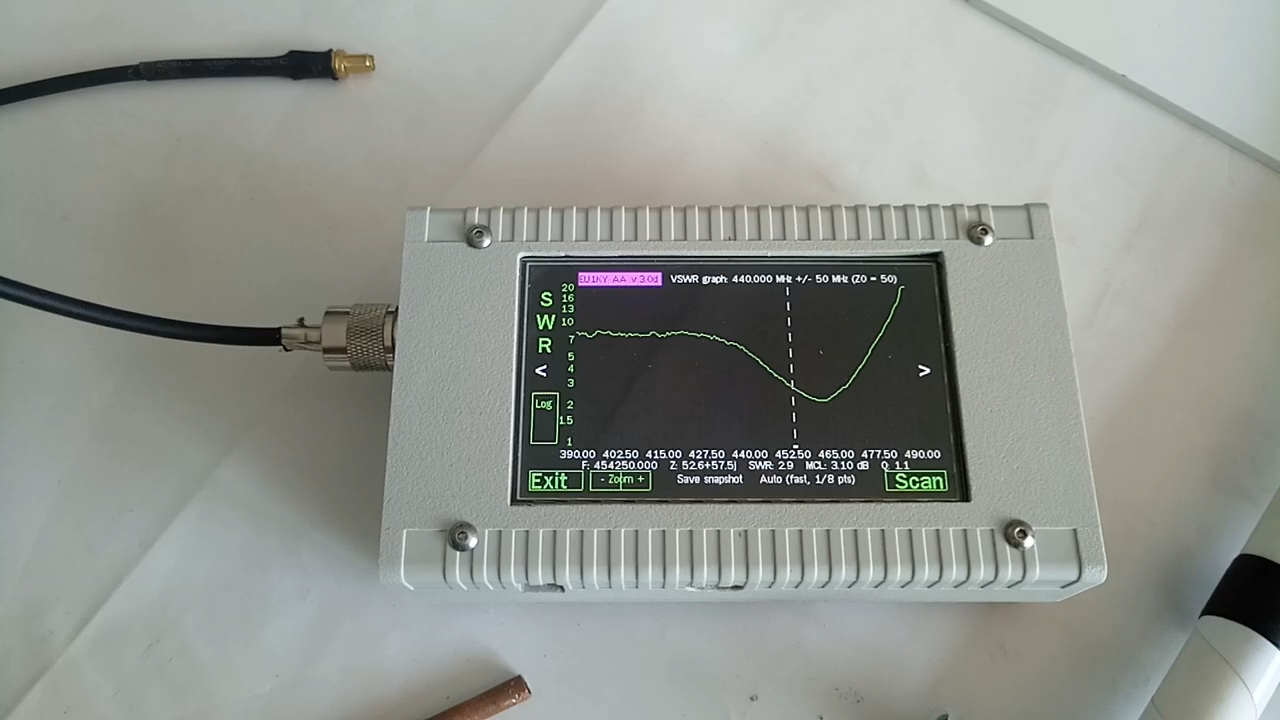 EU1KY AA v.3.0d VSWR graph: 440.000 MHz +/- 50 MHz (Z0 = 50)
S
W
R
20
16
13
10
7
5
4
3
2
1.5
1
<
>
Log
390.00 402.50 415.00 427.50 440.00 452.50 465.00 477.50 490.00
F: 454250.000 Z: 52.6+57.5j SWR: 2.9 MCL: 3.10 dB Q: 1.1
Exit - Zoom + Save snapshot Auto (fast, 1/8 pts) Scan